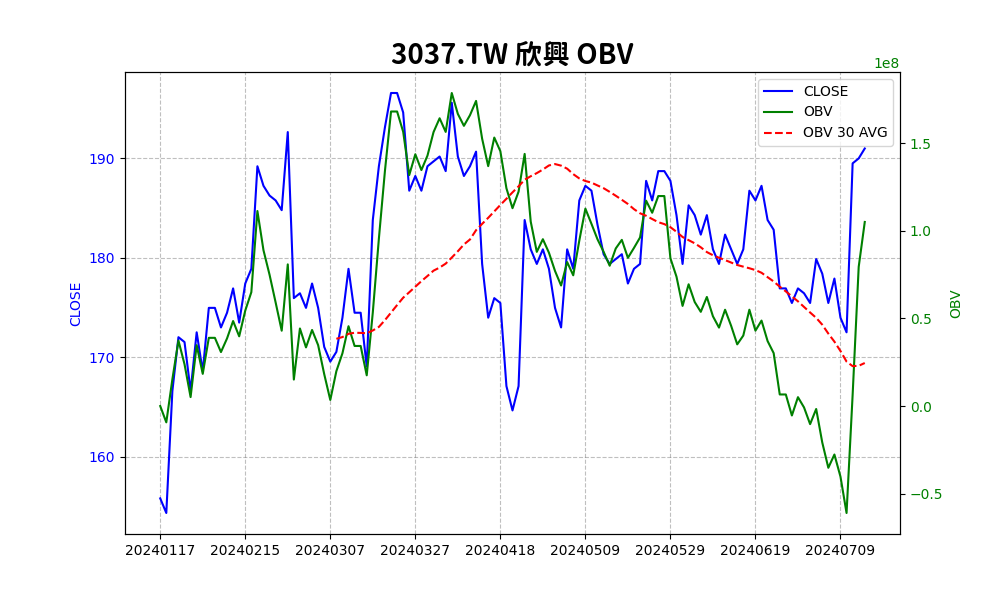 3037.TW 欣興 OBV
1e8
CLOSE
OBV
OBV 30 AVG
190
180
170
160
CLOSE
1.5
1.0
0.5
0.0
−0.5
OBV
20240117
20240215
20240307
20240327
20240418
20240509
20240529
20240619
20240709